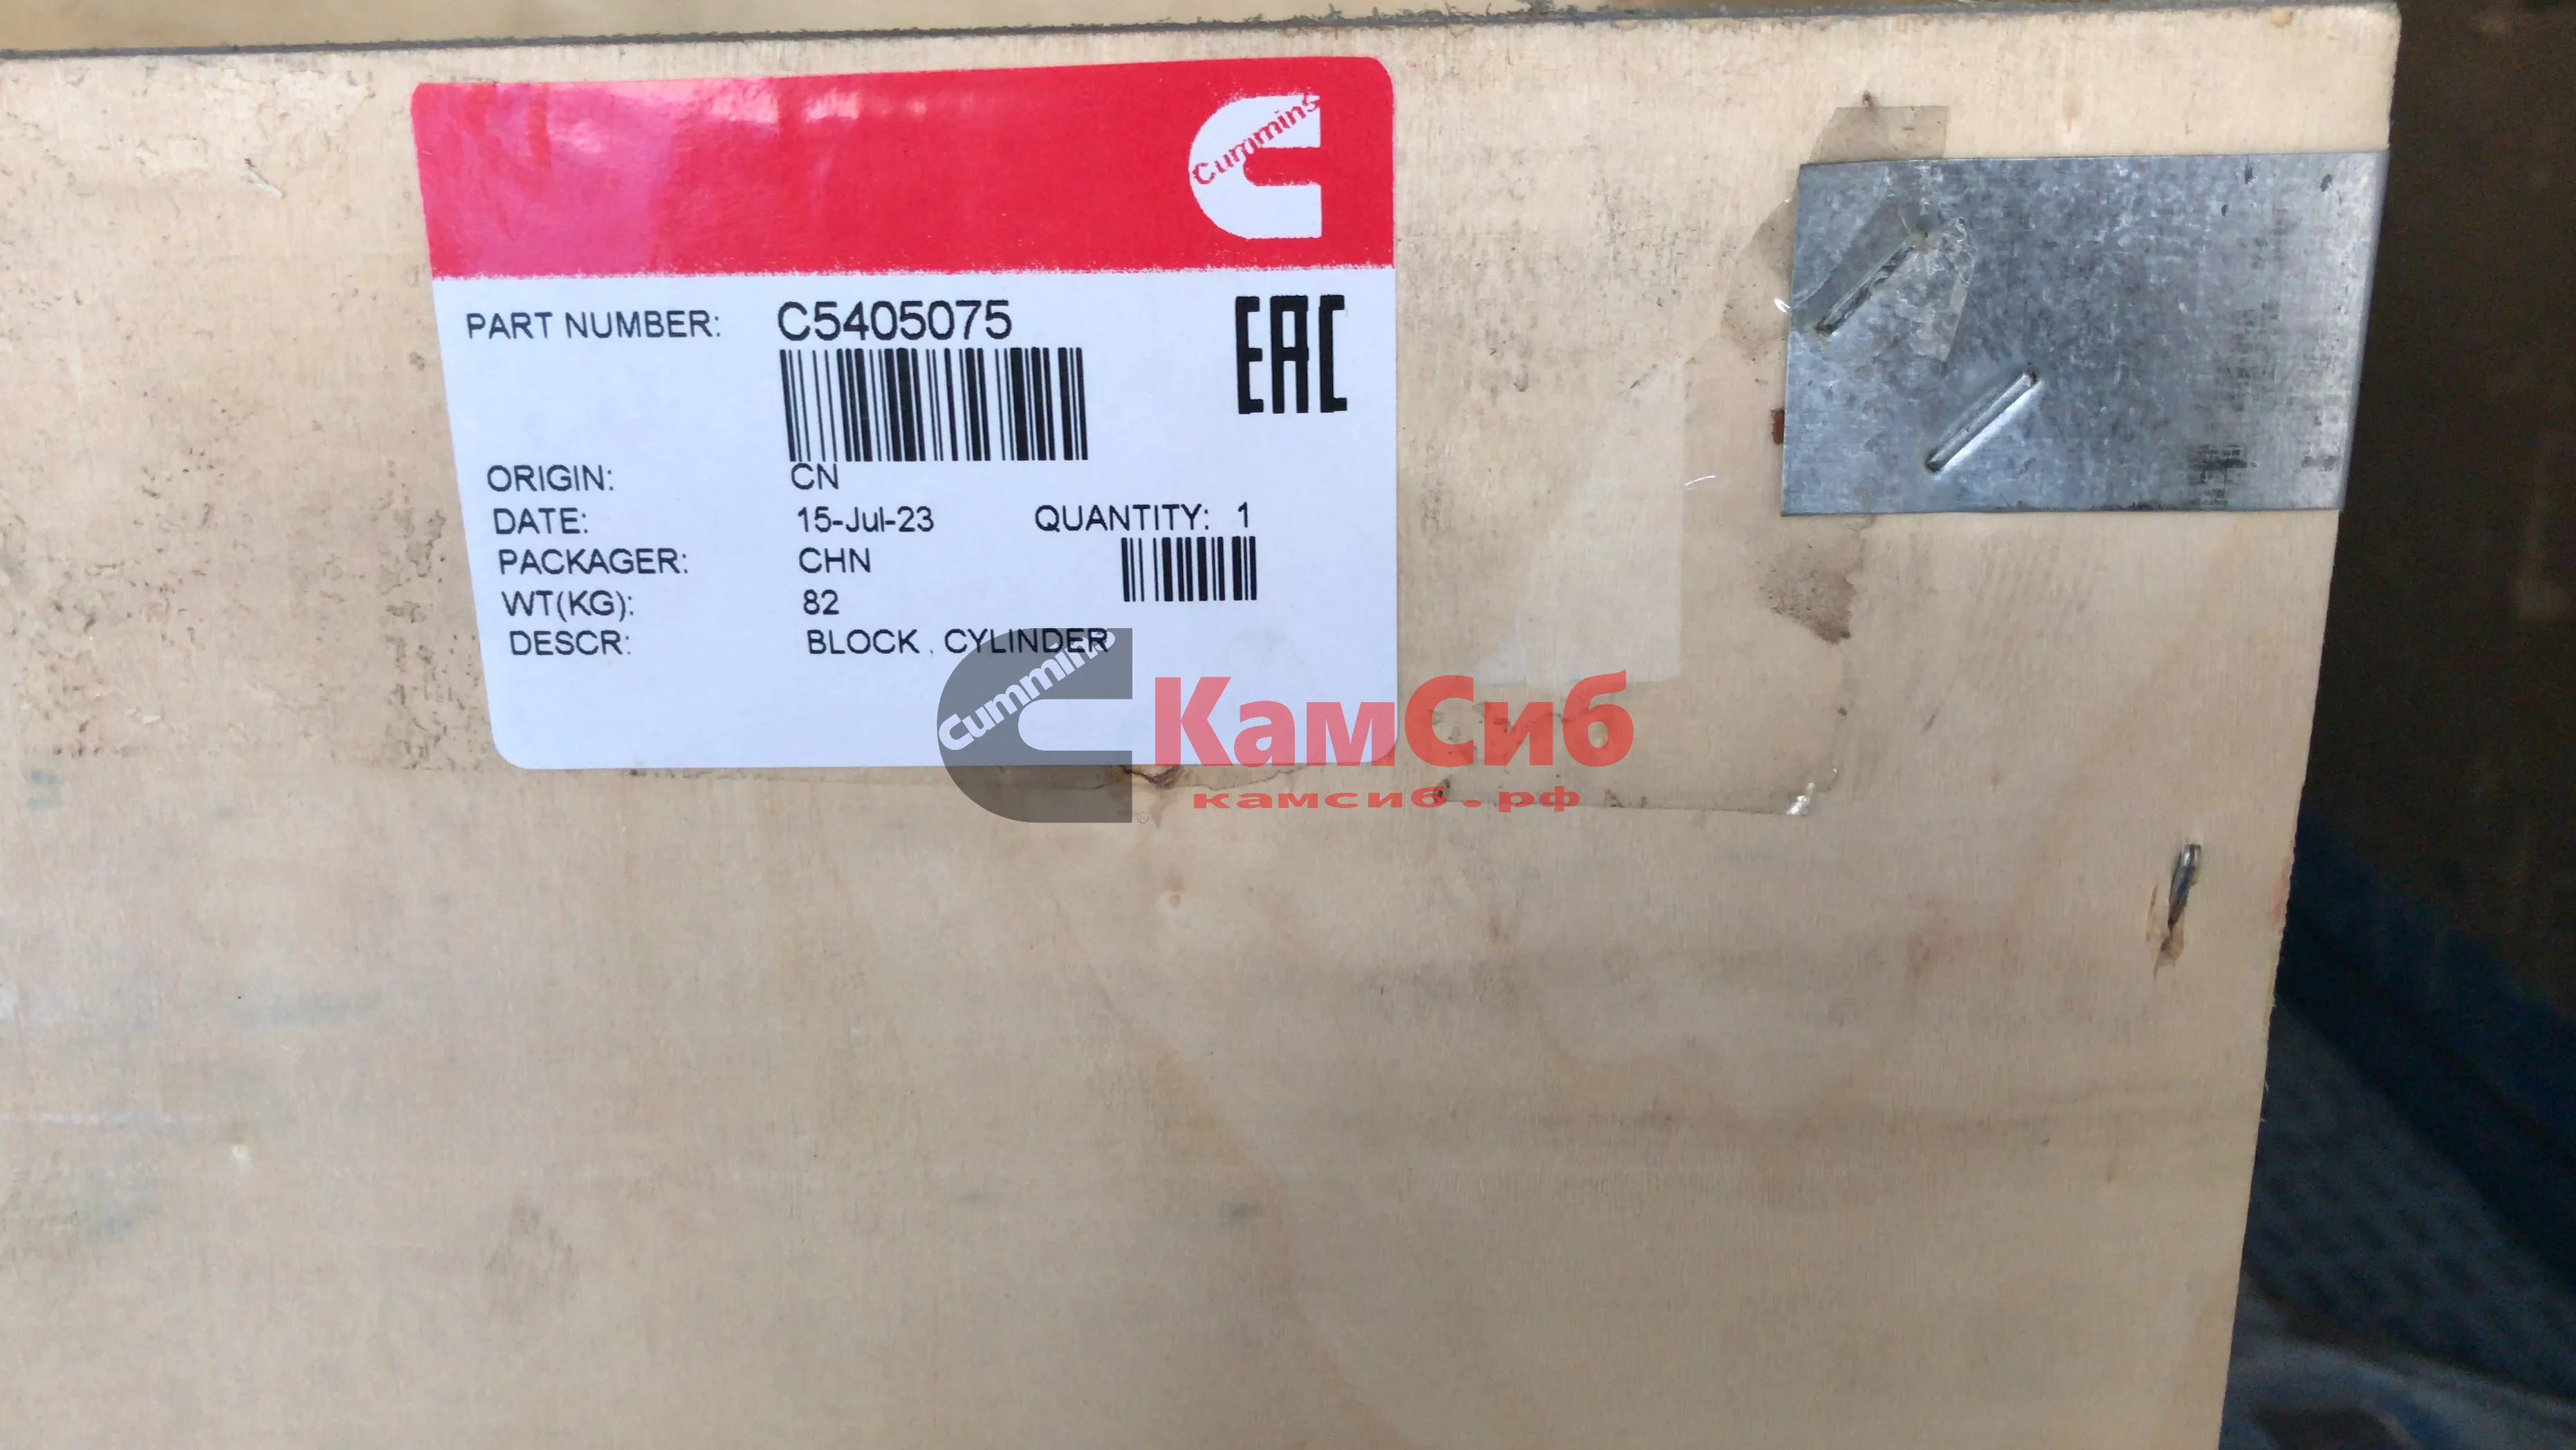 Cummins
PART NUMBER: C5405075
EAC
ORIGIN: CN
DATE: 15-Jul-23 QUANTITY: 1
PACKAGER: CHN
WT(KG): 82
DESCR: BLOCK . CYLINDER
Cummins
КамСиб
камсиб.рф